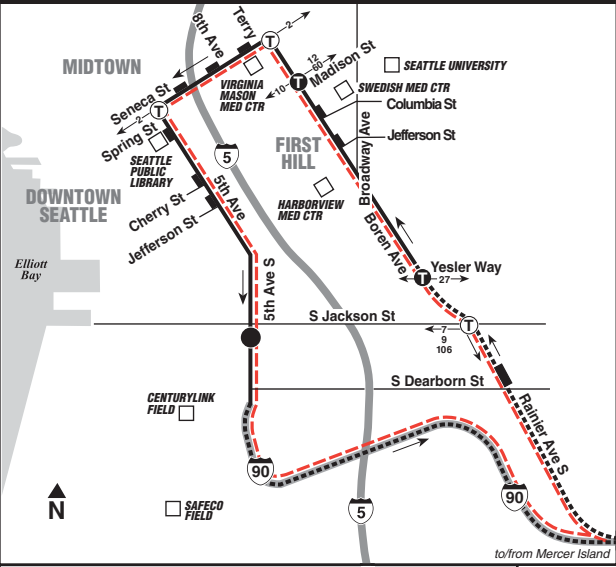 8th Ave
Terry
T
2
MIDTOWN
VIRGINIA
MASON
MED CTR
12
60
10
T
Madison St
SEATTLE UNIVERSITY
SWEDISH MED CTR
Columbia St
Seneca St
T
2
Spring St
SEATTLE
PUBLIC
LIBRARY
5
FIRST
HILL
Jefferson St
Broadway Ave
DOWNTOWN
SEATTLE
Cherry St
Jefferson St
5th Ave
HARBORVIEW
MED CTR
Boren Ave
Elliott
Bay
T
Yesler Way
27
5th Ave S
S Jackson St
T
7
9
106
S Dearborn St
Rainier Ave S
CENTURYLINK
FIELD
90
90
N
SAFECO
FIELD
5
to/from Mercer Island